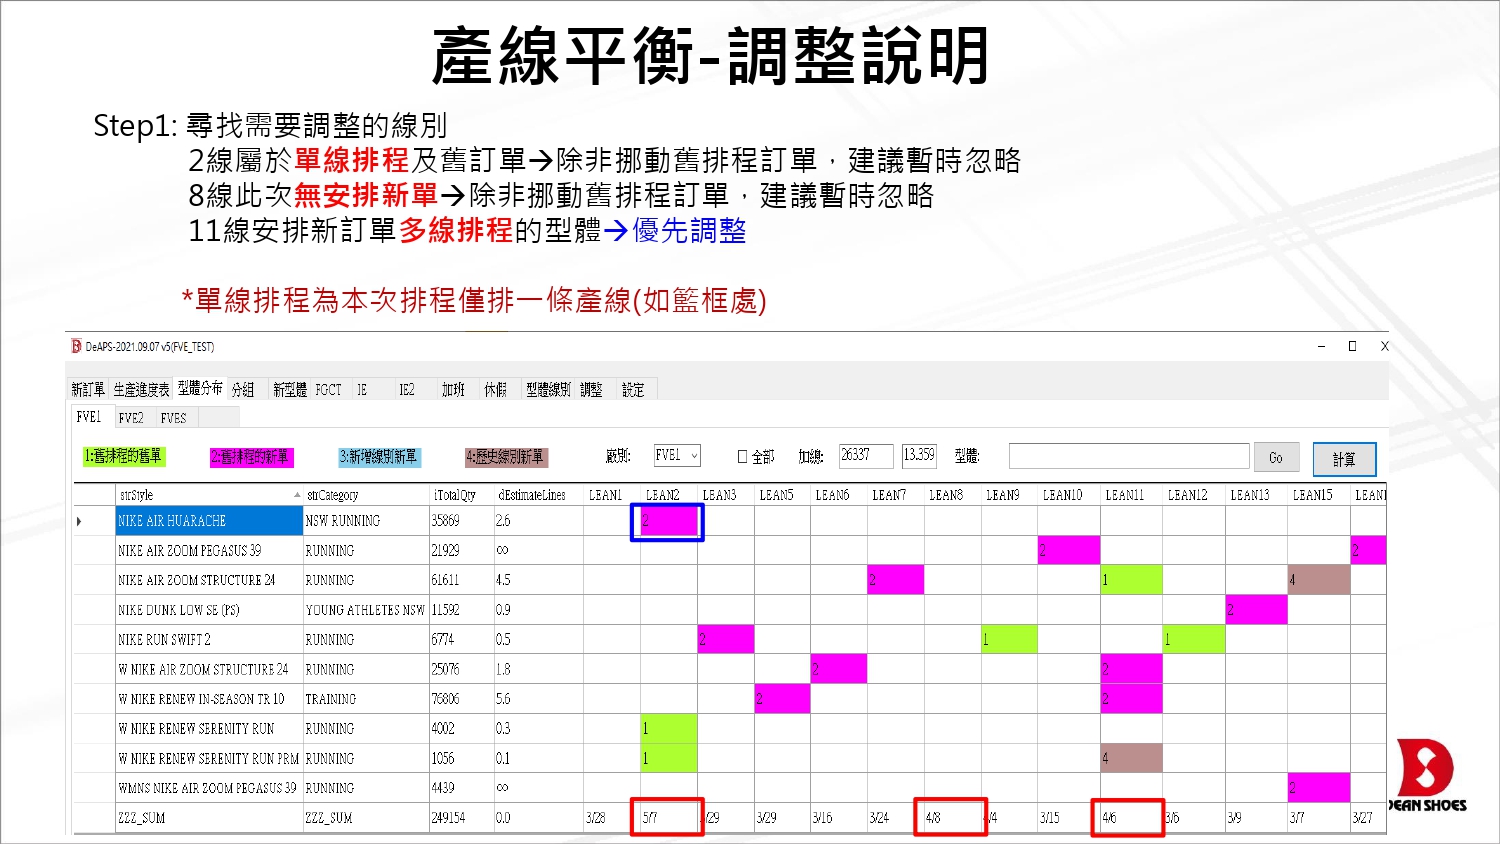 產線平衡-調整說明
Step1: 尋找需要調整的線別
2線屬於單線排程及舊訂單→除非挪動舊排程訂單，建議暫時忽略
8線此次無安排新單→除非挪動舊排程訂單，建議暫時忽略
11線安排新訂單多線排程的型體→優先調整
*單線排程為本次排程僅排一條產線(如籃框處)
DeAPS-2021.09.07 v5(FVE_TEST)
新訂單 生產進度表 型體分布 分組 新型體 FGCT IE IE2 加班 休假 型體線別 調整 設定
FVE1 FVE2 FVES
1:舊排程的舊單 2:舊排程的新單 3:新增線別新單 4:歷史線別新單 廠別: FVE1 全部 加總: 26337 13.359 型體: Go 計算
strStyle strCategory iTotalQty dEstimateLines LEAN1 LEAN2 LEAN3 LEAN5 LEAN6 LEAN7 LEAN8 LEAN9 LEAN10 LEAN11 LEAN12 LEAN13 LEAN15
NIKE AIR HUARACHE NSW RUNNING 35869 2.6 2
NIKE AIR ZOOM PEGASUS 39 RUNNING 21929 ∞ 2 2
NIKE AIR ZOOM STRUCTURE 24 RUNNING 61611 4.5 2 1 4
NIKE DUNK LOW SE (PS) YOUNG ATHLETES NSW 11592 0.9 2
NIKE RUN SWIFT 2 RUNNING 6774 0.5 2 1 1
W NIKE AIR ZOOM STRUCTURE 24 RUNNING 25076 1.8 2 2
W NIKE RENEW IN-SEASON TR 10 TRAINING 76806 5.6 2 2
W NIKE RENEW SERENITY RUN RUNNING 4002 0.3 1
W NIKE RENEW SERENITY RUN PRM RUNNING 1056 0.1 1 4
WMNS NIKE AIR ZOOM PEGASUS 39 RUNNING 4439 ∞ 2
ZZZ_SUM ZZZ_SUM 249154 0.0 3/28 5/7 /29 3/29 3/16 3/24 4/8 /4 3/15 4/6 3/6 3/9 3/7 3/27
DEAN SHOES